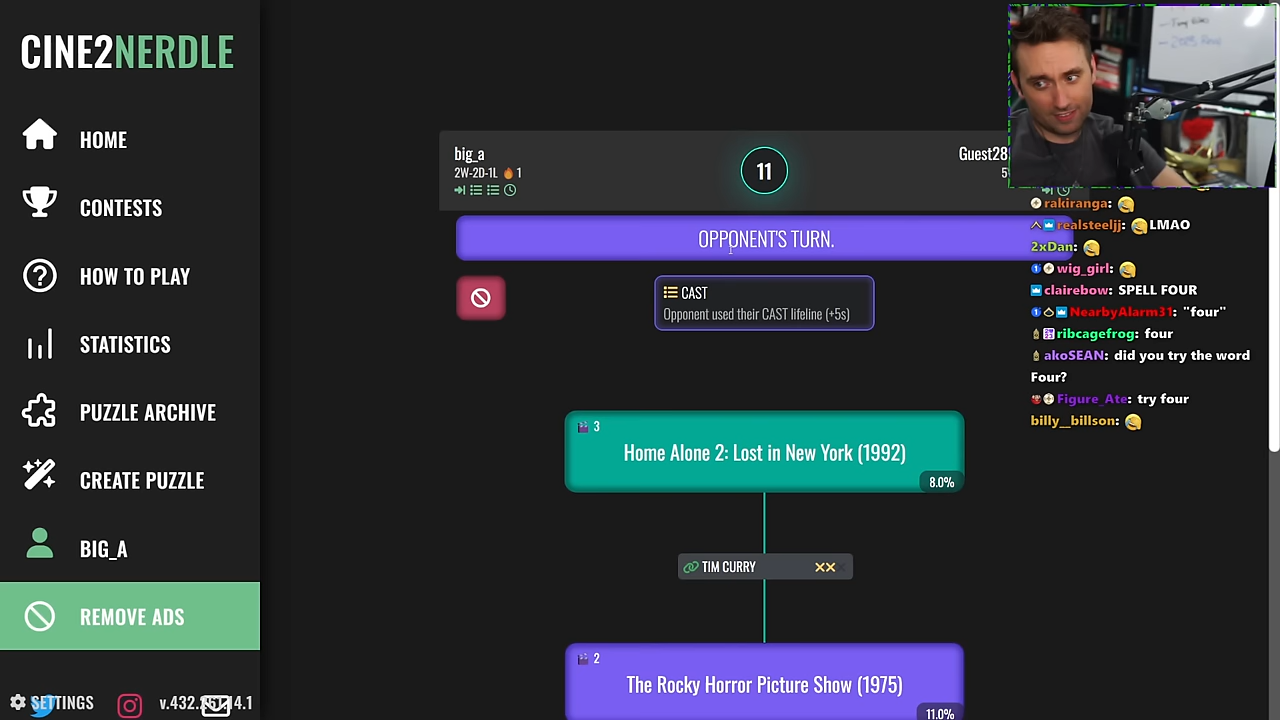 CINE2NERDLE
HOME
CONTESTS
HOW TO PLAY
STATISTICS
PUZZLE ARCHIVE
CREATE PUZZLE
BIG_A
REMOVE ADS
SETTINGS
big_a
2W-2D-1L 🔥 1
11
Guest28
OPPONENT'S TURN.
CAST
Opponent used their CAST lifeline (+5s)
3
Home Alone 2: Lost in New York (1992)
8.0%
TIM CURRY
2
The Rocky Horror Picture Show (1975)
11.0%
rakiranga:
realsteeljj: LMAO
2xDan:
wig_girl:
clairebow: SPELL FOUR
NearbyAlarm31: "four"
ribcagefrog: four
akoSEAN: did you try the word
Four?
Figure_Ate: try four
billy__billson: